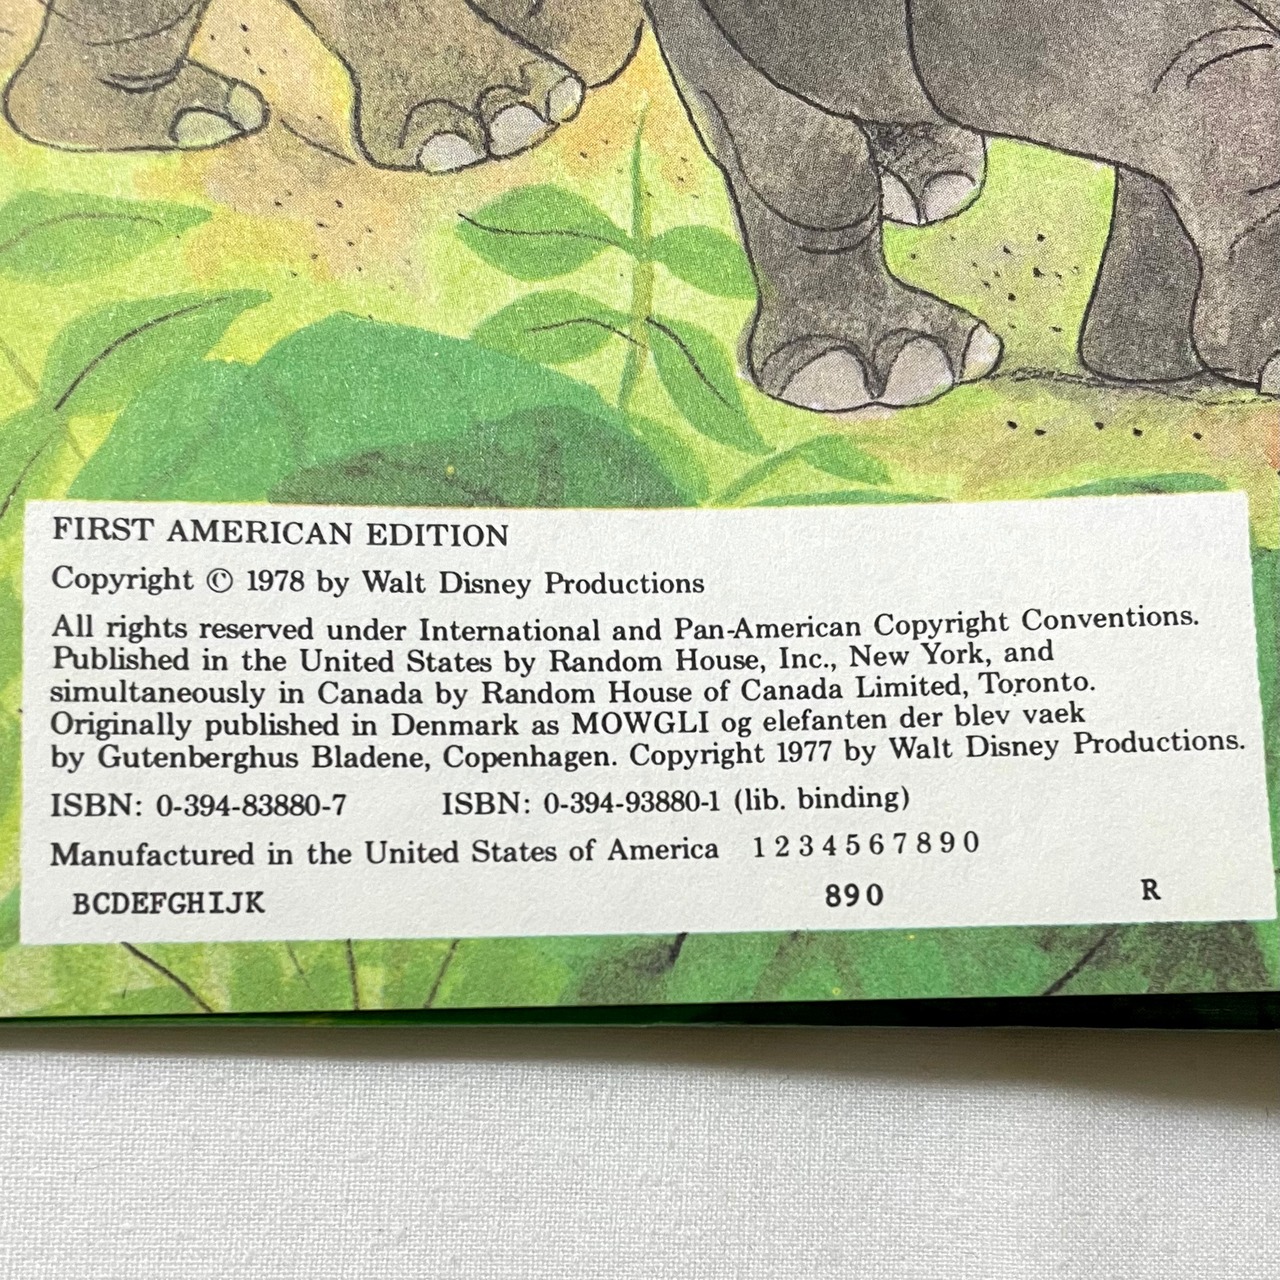 FIRST AMERICAN EDITION
Copyright © 1978 by Walt Disney Productions
All rights reserved under International and Pan-American Copyright Conventions.
Published in the United States by Random House, Inc., New York, and
simultaneously in Canada by Random House of Canada Limited, Toronto.
Originally published in Denmark as MOWGLI og elefanten der blev vaek
by Gutenberghus Bladene, Copenhagen. Copyright 1977 by Walt Disney Productions.
ISBN: 0-394-83880-7 ISBN: 0-394-93880-1 (lib. binding)
Manufactured in the United States of America 1 2 3 4 5 6 7 8 9 0
BCDEFGHIJK 8 9 0 R